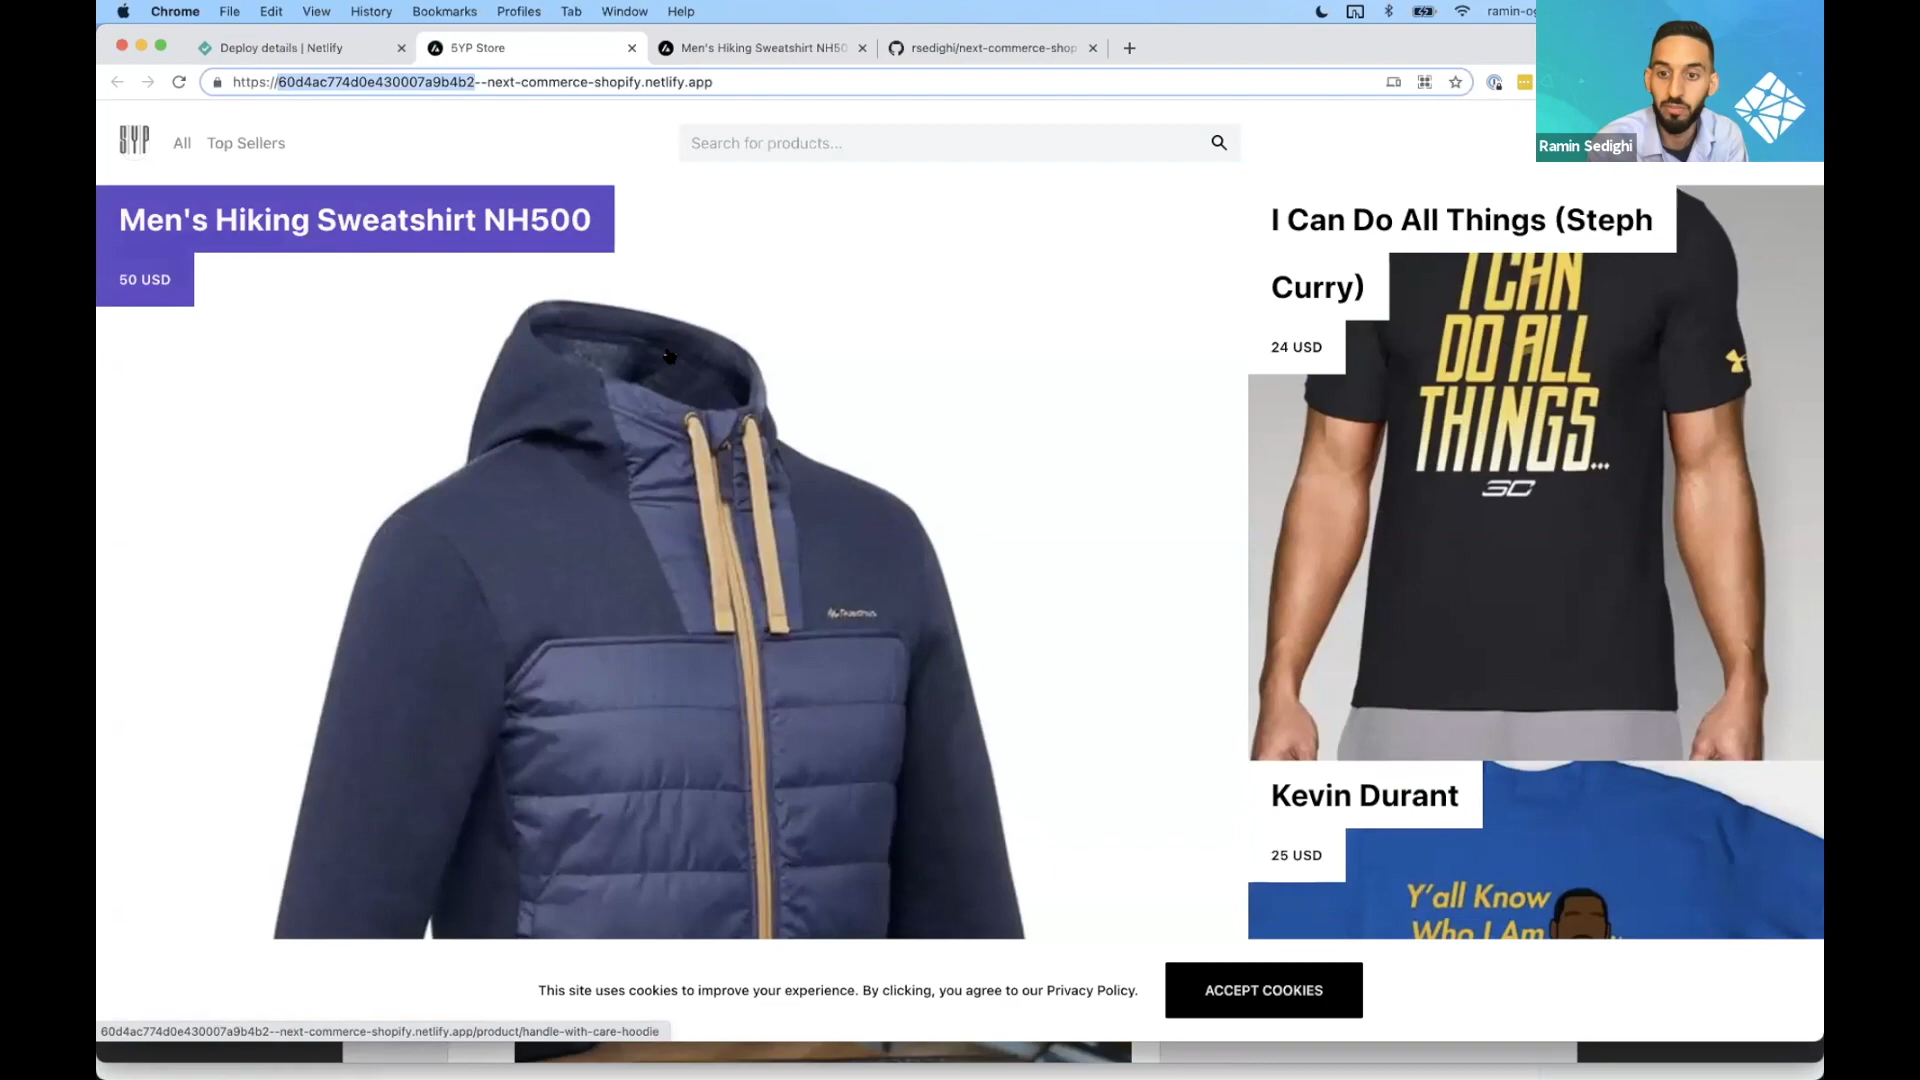 Chrome File Edit View History Bookmarks Profiles Tab Window Help
Deploy details | Netlify
5YP Store
Men's Hiking Sweatshirt NH50
rsedighi/next-commerce-shop
https://60d4ac774d0e430007a9b4b2--next-commerce-shopify.netlify.app
Ramin Sedighi
5YP All Top Sellers
Search for products...
Men's Hiking Sweatshirt NH500
50 USD
I Can Do All Things (Steph
Curry)
24 USD
I CAN
DO ALL
THINGS...
Kevin Durant
25 USD
Y'all Know
Who I Am
This site uses cookies to improve your experience. By clicking, you agree to our Privacy Policy.
ACCEPT COOKIES
60d4ac774d0e430007a9b4b2--next-commerce-shopify.netlify.app/product/handle-with-care-hoodie